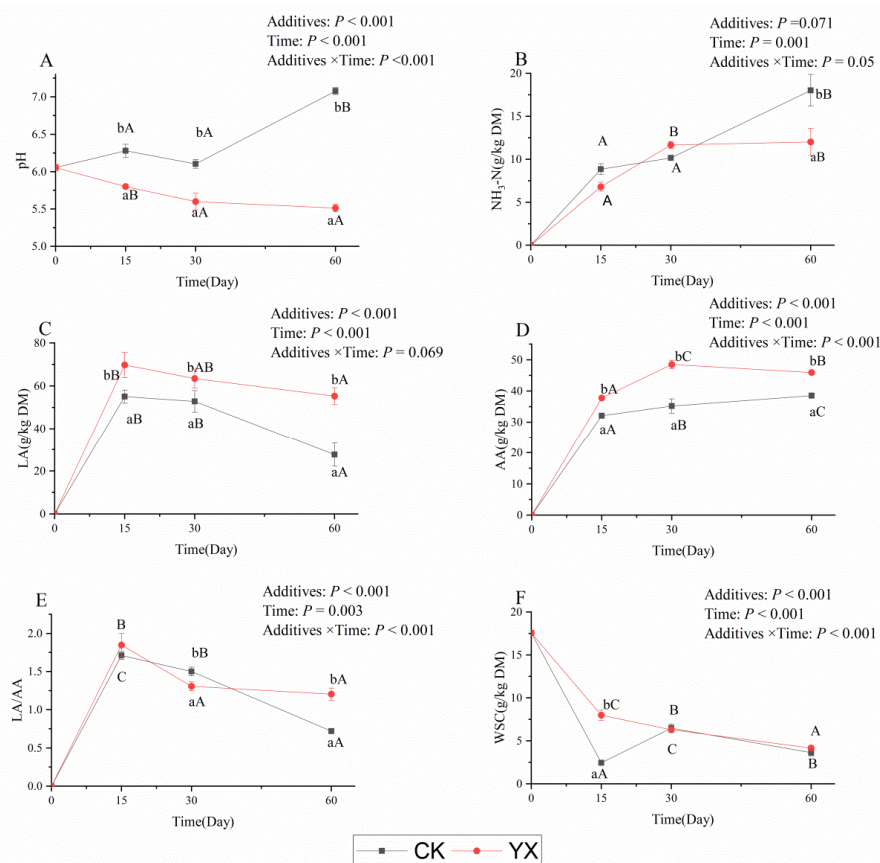 Additives: P < 0.001
Time: P < 0.001
Additives ×Time: P <0.001
A
7.0
6.5
6.0
5.5
5.0
pH
bA
bA
bB
aB
aA
aA
0
15
30
60
Time(Day)
Additives: P =0.071
Time: P = 0.001
Additives ×Time: P = 0.05
B
20
15
10
5
0
NH3-N(g/kg DM)
A
A
B
A
bB
aB
0
15
30
60
Time(Day)
Additives: P < 0.001
Time: P < 0.001
Additives ×Time: P = 0.069
C
80
60
40
20
0
LA(g/kg DM)
bB
bAB
bA
aB
aB
aA
0
15
30
60
Time(Day)
Additives: P < 0.001
Time: P < 0.001
Additives ×Time: P < 0.001
D
50
40
30
20
10
0
AA(g/kg DM)
bA
bC
bB
aA
aB
aC
0
15
30
60
Time(Day)
Additives: P < 0.001
Time: P = 0.003
Additives ×Time: P < 0.001
E
2.0
1.5
1.0
0.5
0.0
LA/AA
B
C
bB
aA
bA
aA
0
15
30
60
Time(Day)
Additives: P < 0.001
Time: P < 0.001
Additives ×Time: P < 0.001
F
20
15
10
5
0
WSC(g/kg DM)
bC
aA
B
C
A
B
0
15
30
60
Time(Day)
CK YX